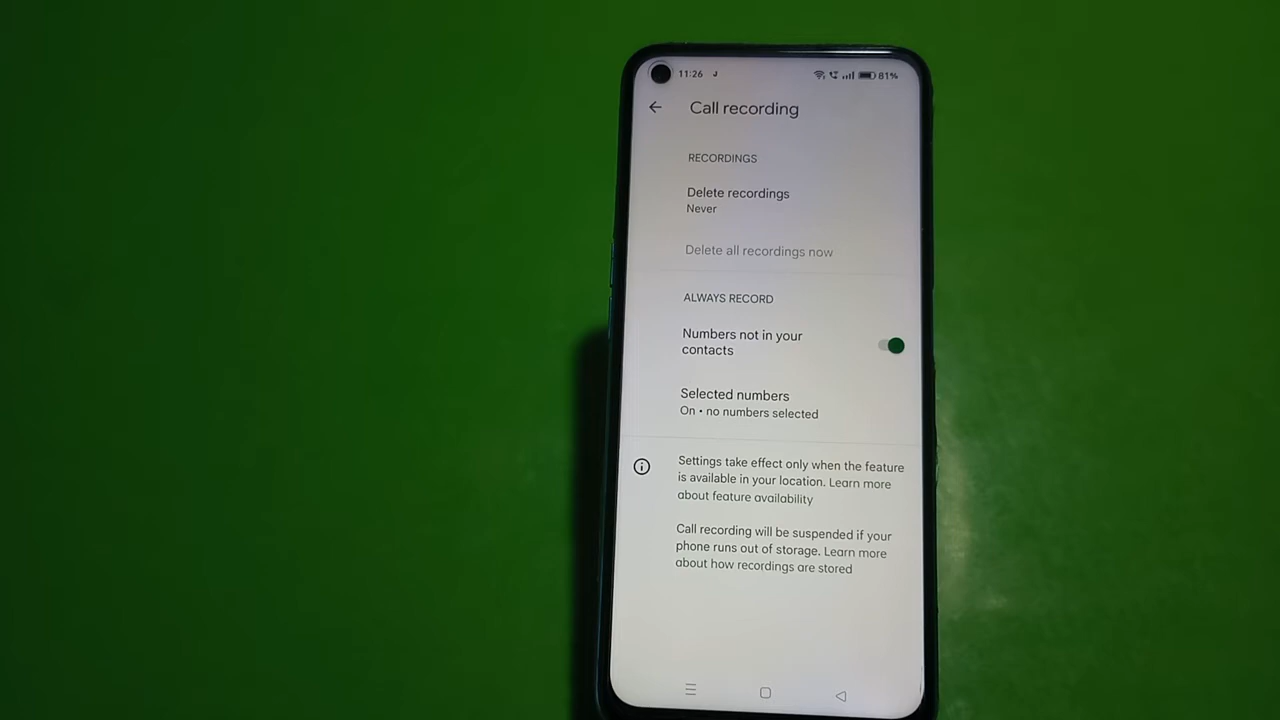 11:26
81%
Call recording
RECORDINGS
Delete recordings
Never
Delete all recordings now
ALWAYS RECORD
Numbers not in your
contacts
Selected numbers
On • no numbers selected
Settings take effect only when the feature
is available in your location. Learn more
about feature availability
Call recording will be suspended if your
phone runs out of storage. Learn more
about how recordings are stored